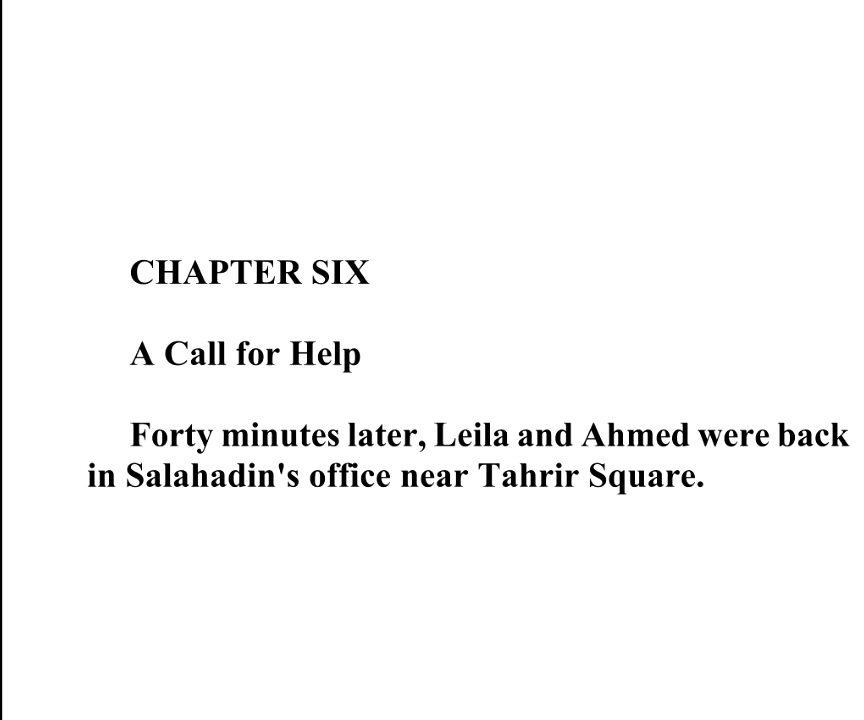 CHAPTER SIX
A Call for Help
Forty minutes later, Leila and Ahmed were back
in Salahadin's office near Tahrir Square.